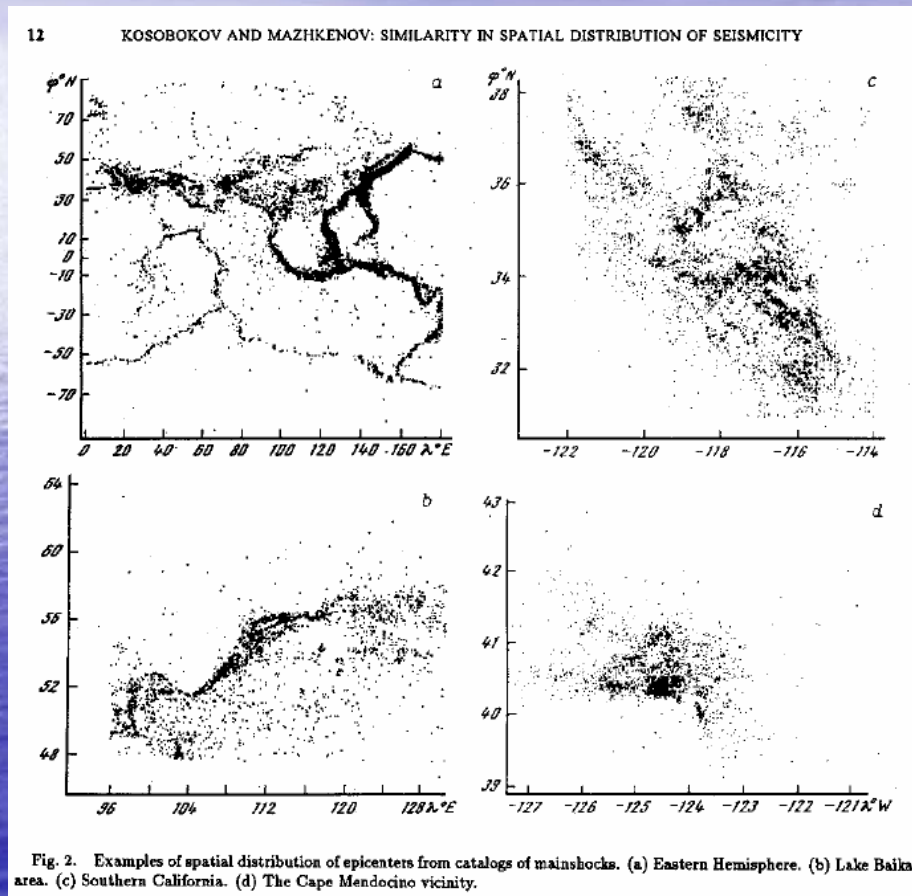 12 KOSOBOKOV AND MAZHKENOV: SIMILARITY IN SPATIAL DISTRIBUTION OF SEISMICITY
φ°N a
70
50
30
10
0
-10
-30
-50
-70
0 20 40 60 80 100 120 140 160 λ°E
φ°N c
38
36
34
32
-122 -120 -118 -116 -114
b
64
60
56
52
48
96 104 112 120 128 λ°E
d
43
42
41
40
39
-127 -126 -125 -124 -123 -122 -121 λ°W
Fig. 2. Examples of spatial distribution of epicenters from catalogs of mainshocks. (a) Eastern Hemisphere. (b) Lake Baika
area. (c) Southern California. (d) The Cape Mendocino vicinity.